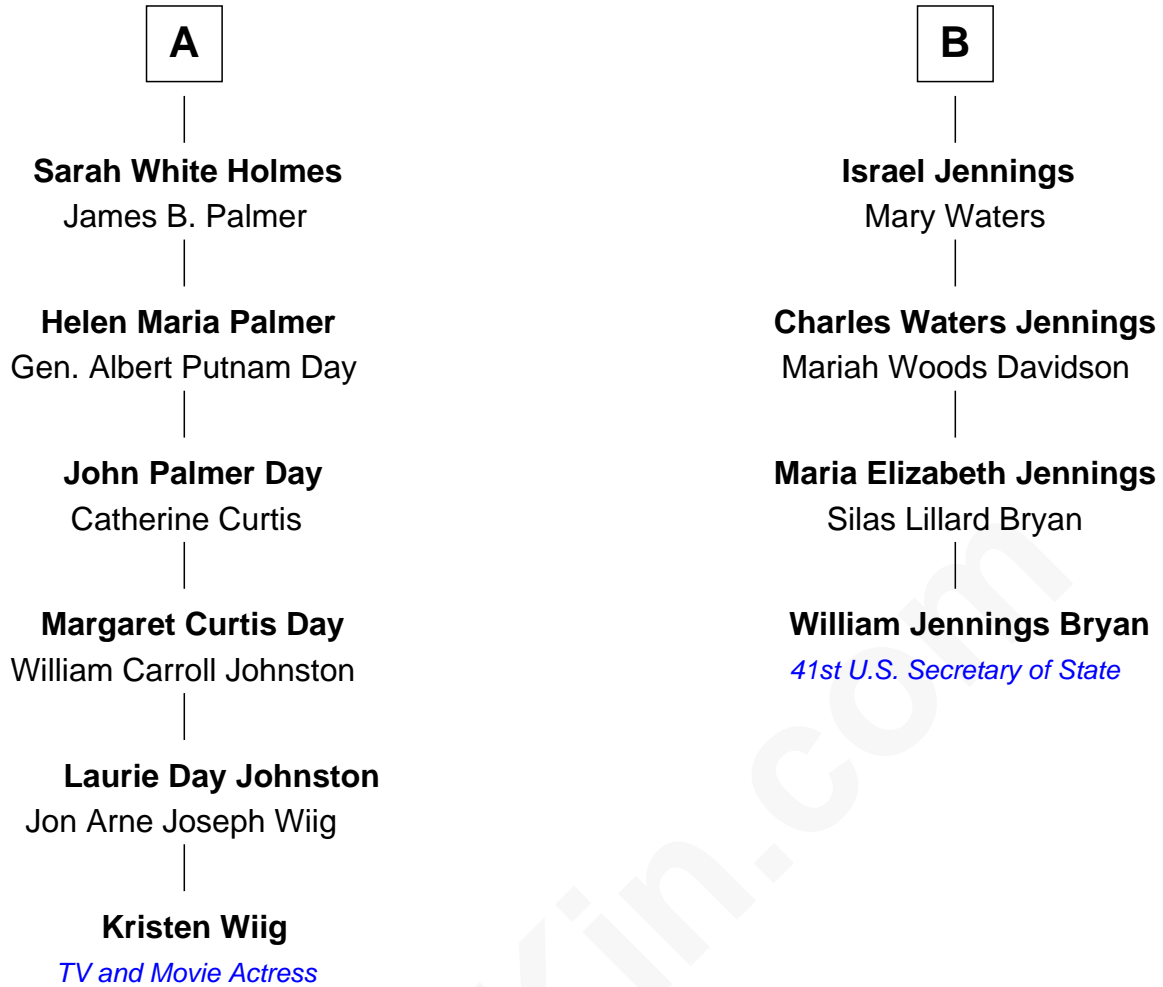 A
Sarah White Holmes
James B. Palmer
Helen Maria Palmer
Gen. Albert Putnam Day
John Palmer Day
Catherine Curtis
Margaret Curtis Day
William Carroll Johnston
Laurie Day Johnston
Jon Arne Joseph Wiig
Kristen Wiig
TV and Movie Actress
B
Israel Jennings
Mary Waters
Charles Waters Jennings
Mariah Woods Davidson
Maria Elizabeth Jennings
Silas Lillard Bryan
William Jennings Bryan
41st U.S. Secretary of State
Kin.com